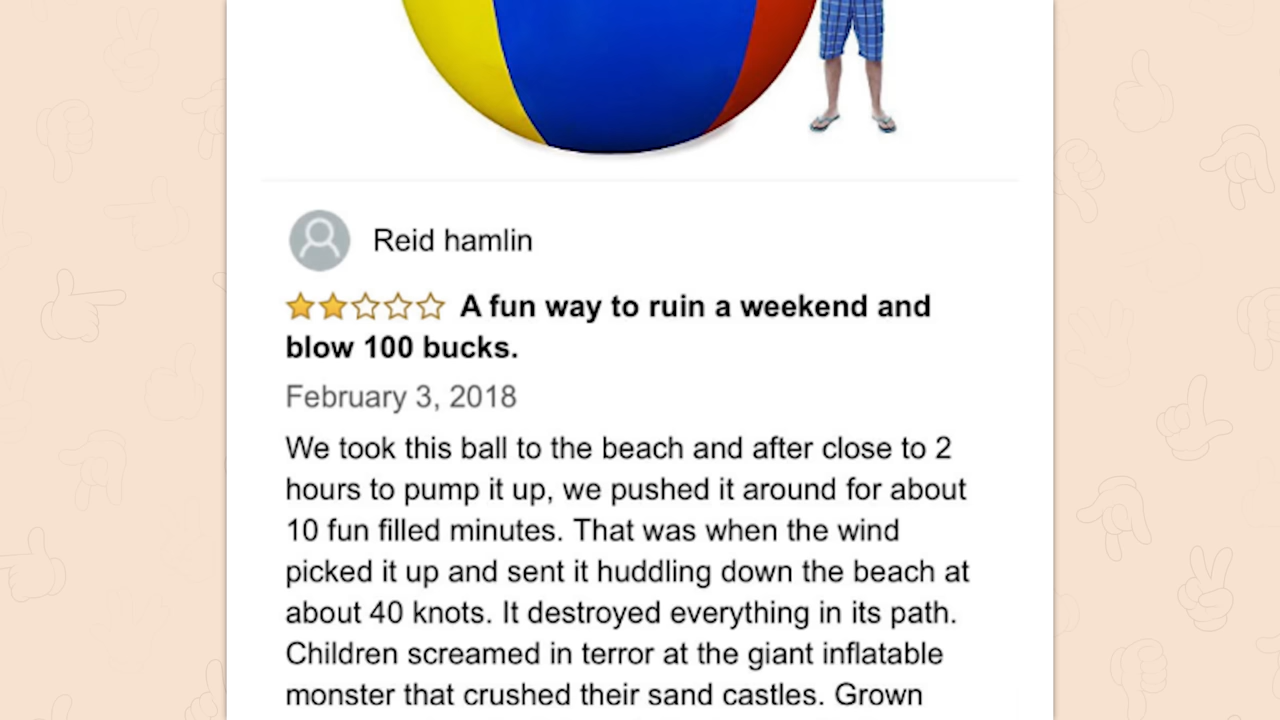 Reid hamlin
A fun way to ruin a weekend and
blow 100 bucks.
February 3, 2018
We took this ball to the beach and after close to 2
hours to pump it up, we pushed it around for about
10 fun filled minutes. That was when the wind
picked it up and sent it huddling down the beach at
about 40 knots. It destroyed everything in its path.
Children screamed in terror at the giant inflatable
monster that crushed their sand castles. Grown